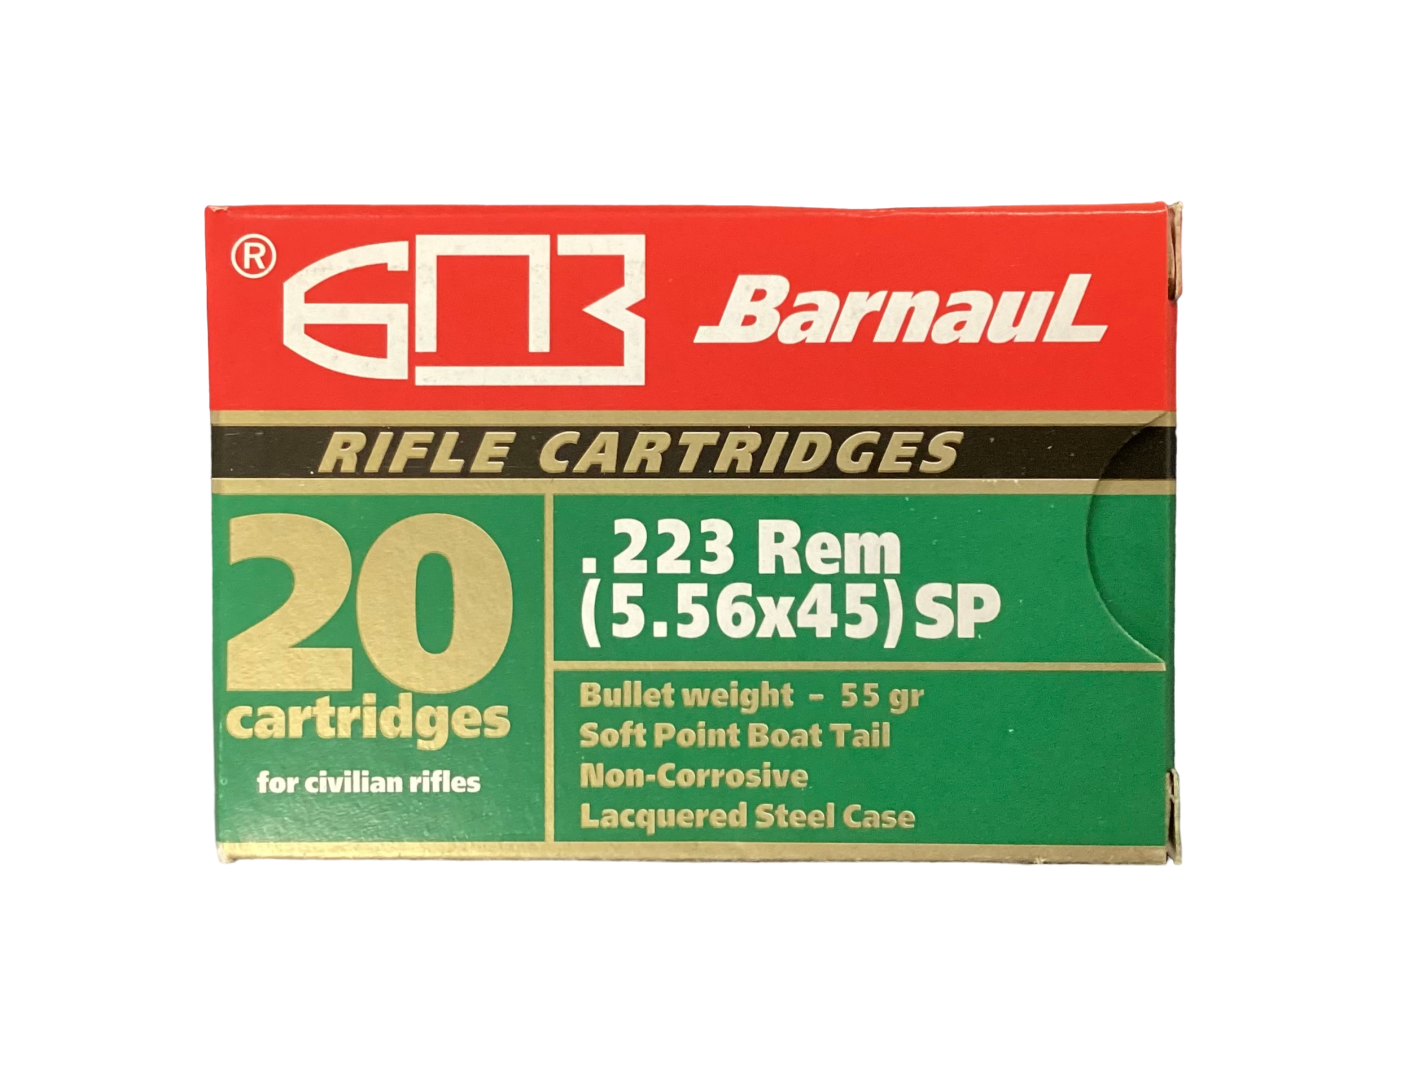 ® БПЗ BarnauL
RIFLE CARTRIDGES
20
cartridges
for civilian rifles
.223 Rem
(5.56x45) SP
Bullet weight - 55 gr
Soft Point Boat Tail
Non-Corrosive
Lacquered Steel Case